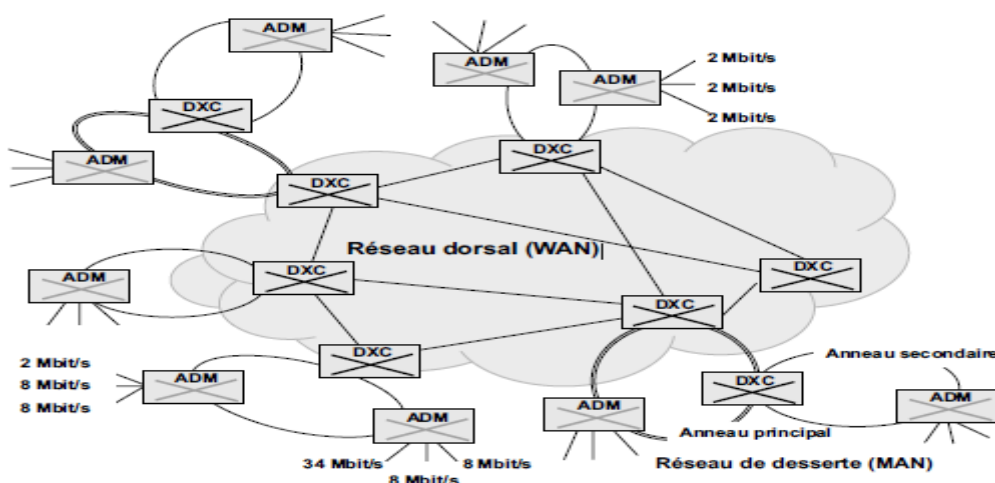 ADM
ADM
ADM
2 Mbit/s
2 Mbit/s
2 Mbit/s
DXC
DXC
ADM
DXC
Réseau dorsal (WAN)
DXC
DXC
ADM
DXC
DXC
Anneau secondaire
2 Mbit/s
8 Mbit/s
8 Mbit/s
ADM
DXC
ADM
ADM
ADM
Anneau principal
34 Mbit/s
8 Mbit/s
8 Mbit/s
Réseau de desserte (MAN)